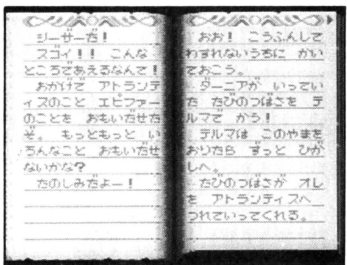 シーザーだ！
スゴイ！！ こんな
ところであえるなんて！
おかげで アトランテ
ィスのこと エピファー
のことを おもいだせた
ぞ。 もっともっと い
ろんなこと おもいだせ
ないかな？
たのしみだよー！
おお！ こうふんして
わすれないうちに かい
ておこう。
ダーニアが いってい
た たびのつばさを テ
ルマで かう！
テルマは このやまを
おりたら ずっと ひが
しへ。
たびのつばさが オレ
を アトランティスへ
つれていってくれる。